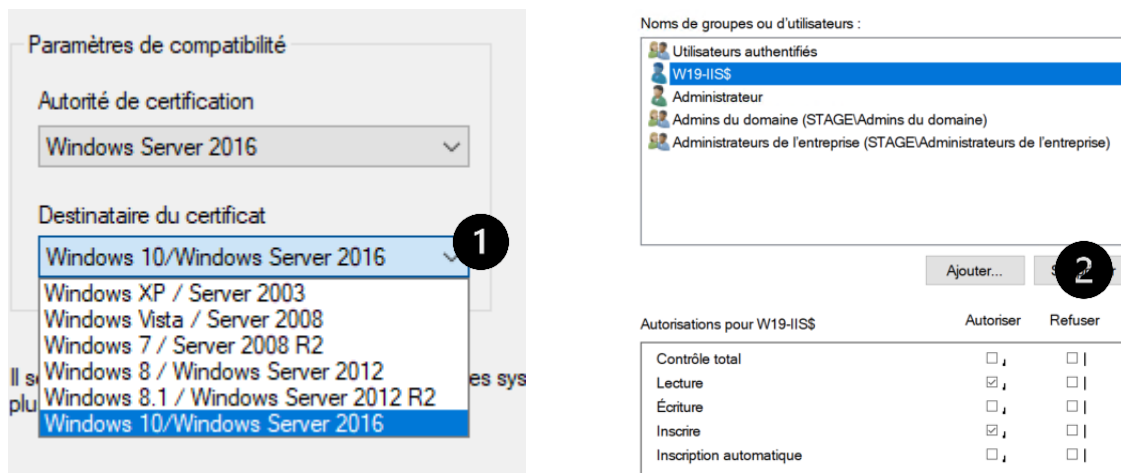 Paramètres de compatibilité
Autorité de certification
Windows Server 2016
Destinataire du certificat
Windows 10/Windows Server 2016
1
Windows XP / Server 2003
Windows Vista / Server 2008
Windows 7 / Server 2008 R2
Windows 8 / Windows Server 2012
Windows 8.1 / Windows Server 2012 R2
Windows 10/Windows Server 2016
Noms de groupes ou d'utilisateurs :
Utilisateurs authentifiés
W19-IIS$
Administrateur
Admins du domaine (STAGE\Admins du domaine)
Administrateurs de l'entreprise (STAGE\Administrateurs de l'entreprise)
Ajouter...
2
Autorisations pour W19-IIS$ Autoriser Refuser
Contrôle total
Lecture
Écriture
Inscrire
Inscription automatique